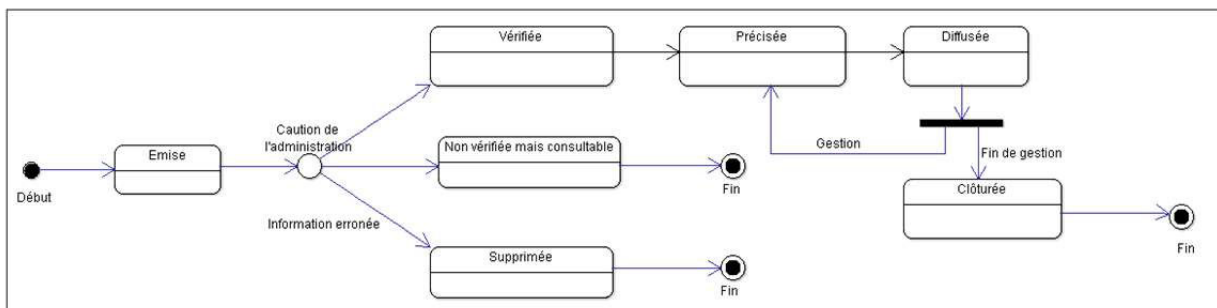 Vérifiée
Précisée
Diffusée
Caution de
l'administration
Emise
Non vérifiée mais consultable
Gestion
Fin de gestion
Début
Fin
Clôturée
Information erronée
Supprimée
Fin
Fin